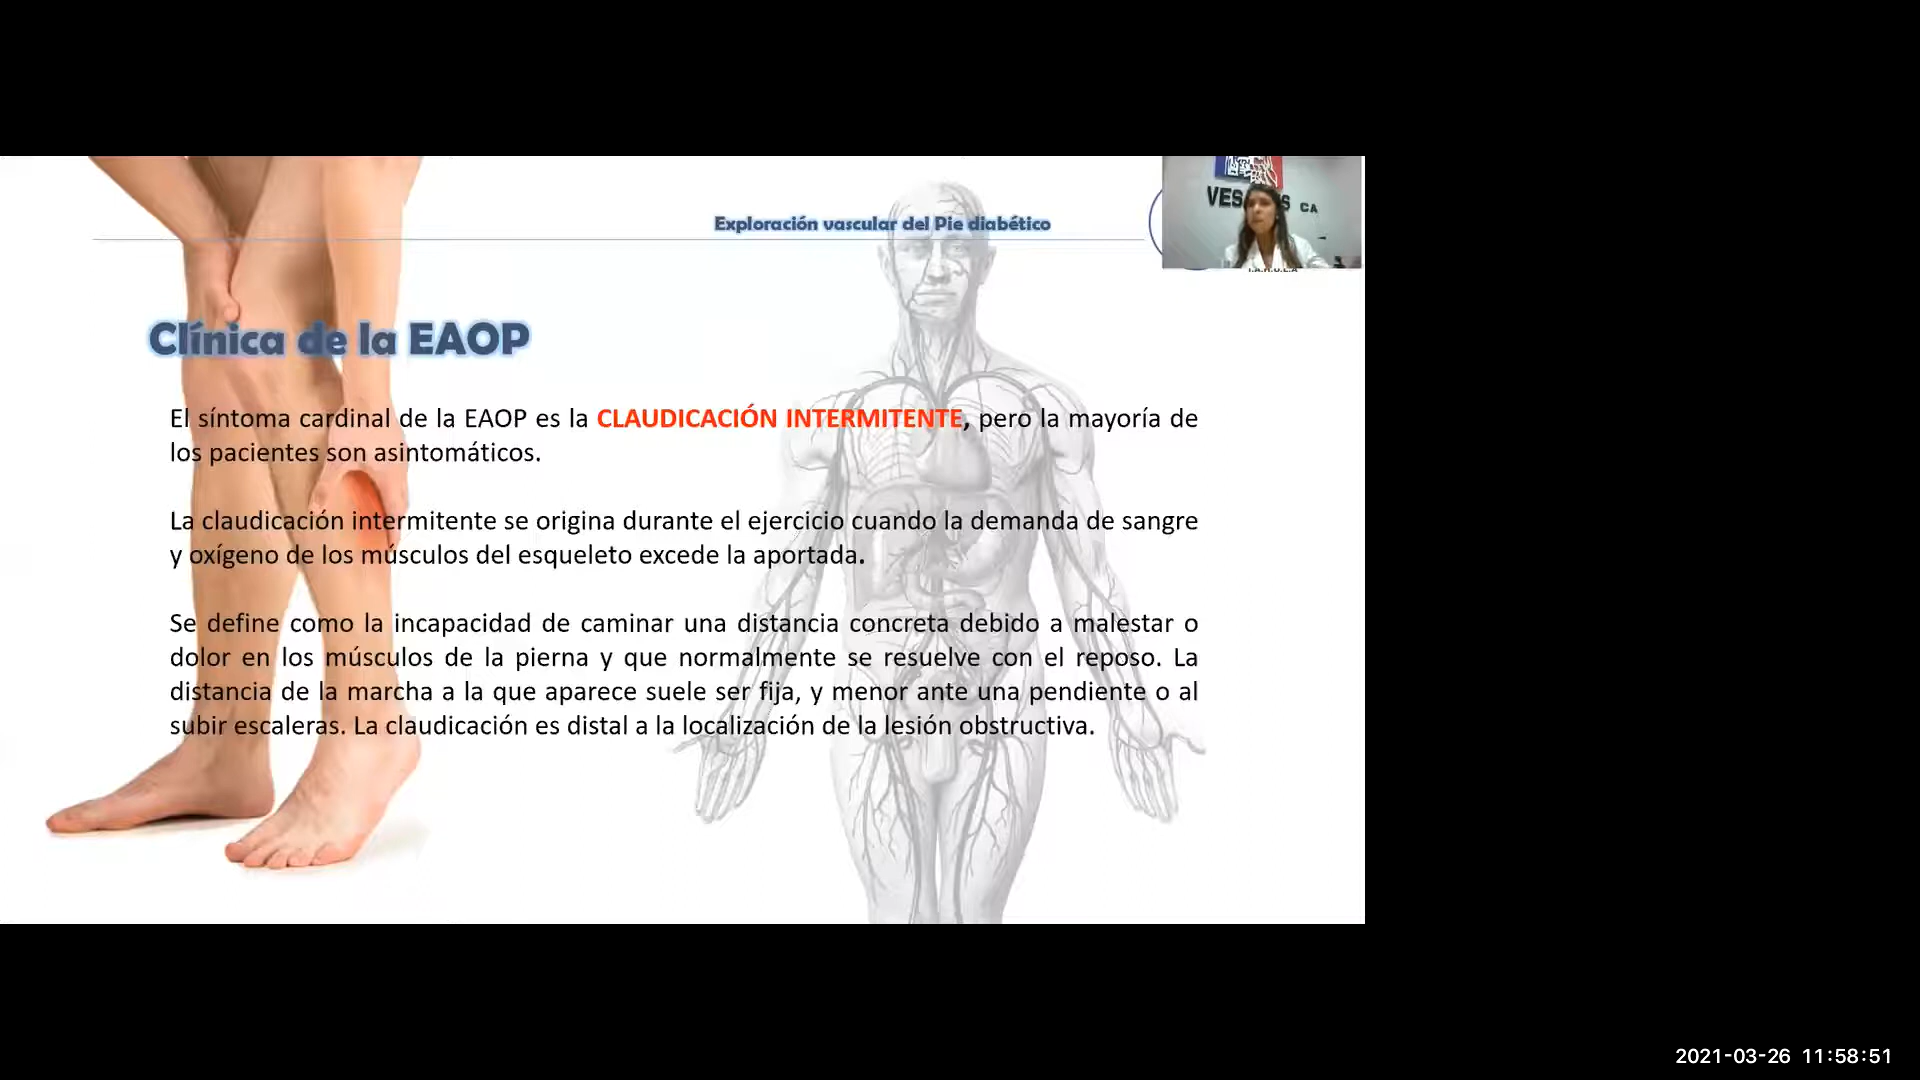 Exploración vascular del Pie diabético
VES S CA
Clínica de la EAOP
El síntoma cardinal de la EAOP es la CLAUDICACIÓN INTERMITENTE, pero la mayoría de
los pacientes son asintomáticos.
La claudicación intermitente se origina durante el ejercicio cuando la demanda de sangre
y oxígeno de los músculos del esqueleto excede la aportada.
Se define como la incapacidad de caminar una distancia concreta debido a malestar o
dolor en los músculos de la pierna y que normalmente se resuelve con el reposo. La
distancia de la marcha a la que aparece suele ser fija, y menor ante una pendiente o al
subir escaleras. La claudicación es distal a la localización de la lesión obstructiva.
2021-03-26 11:58:51